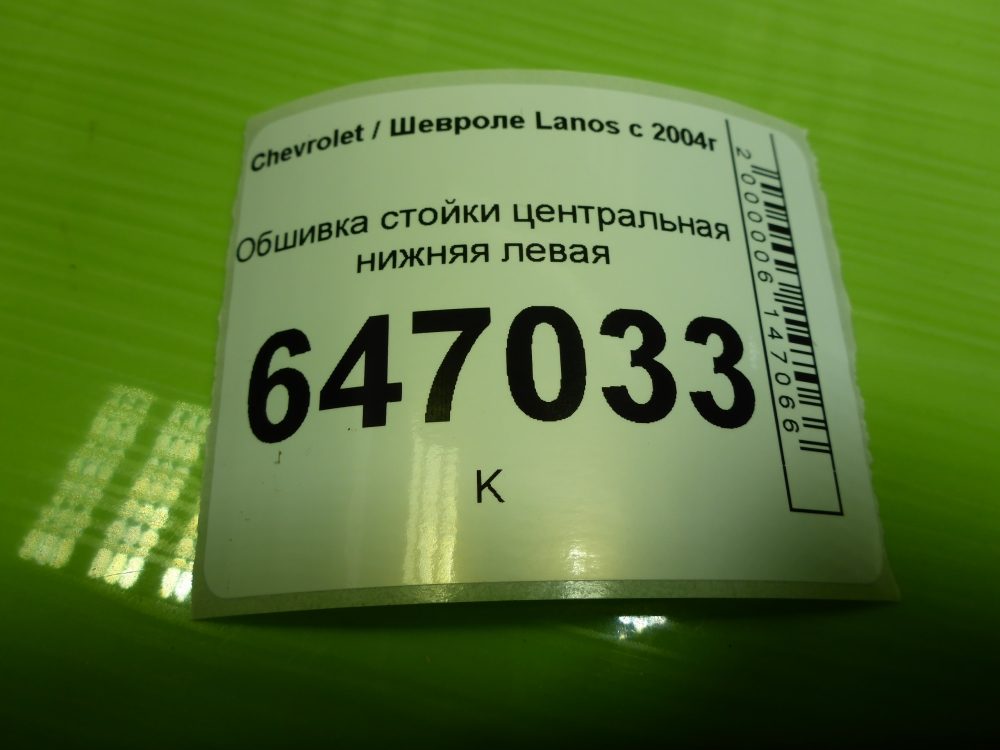 Chevrolet / Шевроле Lanos с 2004г
Обшивка стойки центральная
нижняя левая
647033
К
2000006147066